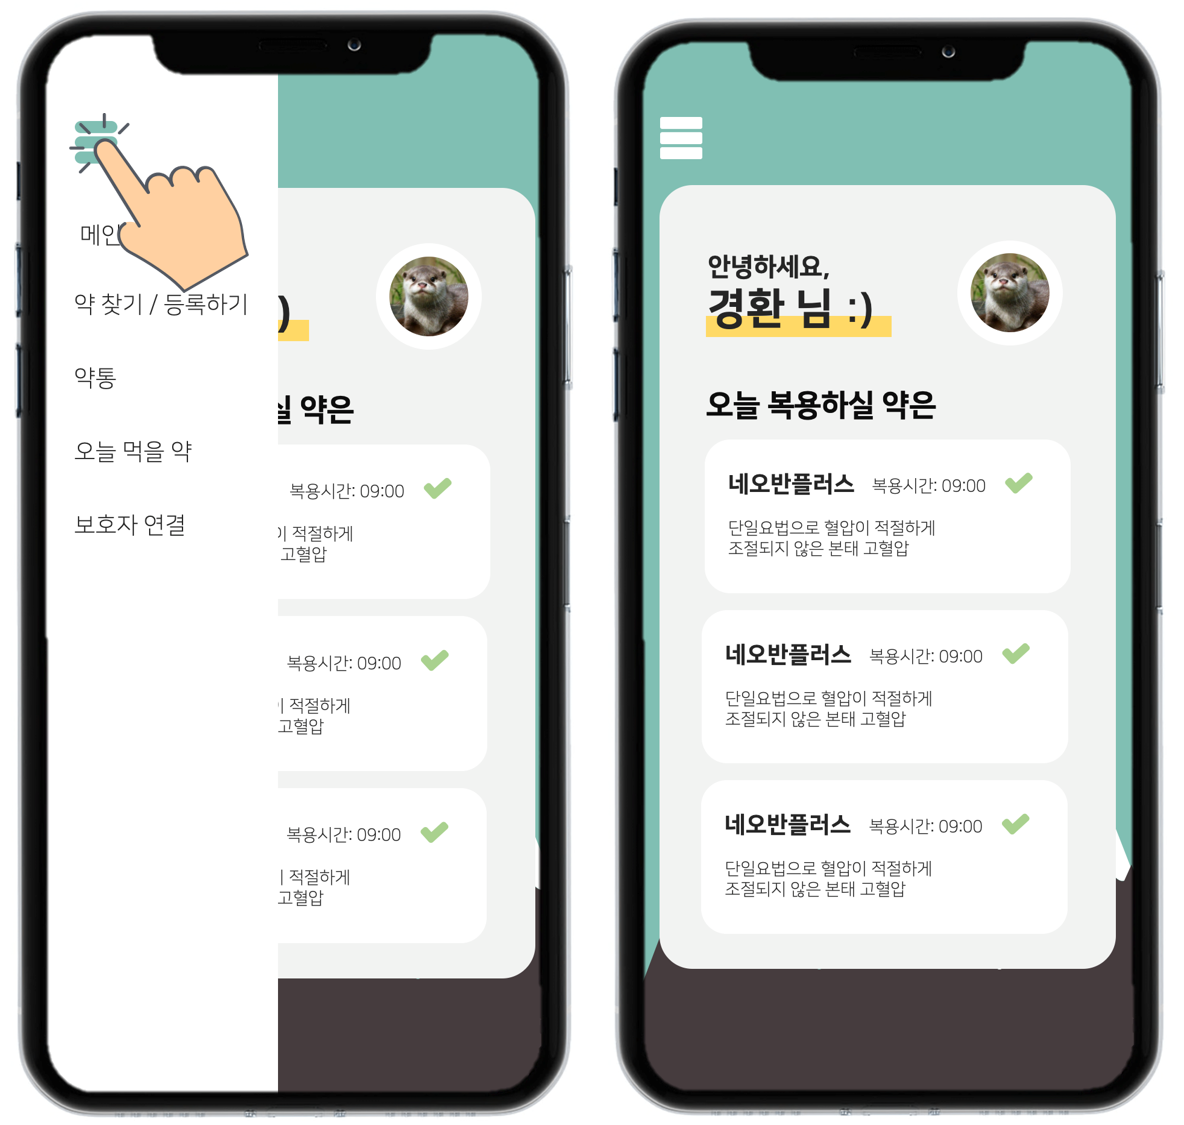 메인
약 찾기 / 등록하기
약통
오늘 먹을 약
보호자 연결
)
실 약은
복용시간: 09:00
이 적절하게
고혈압
복용시간: 09:00
이 적절하게
고혈압
복용시간: 09:00
적절하게
고혈압
안녕하세요,
경환 님 :)
오늘 복용하실 약은
네오반플러스 복용시간: 09:00
단일요법으로 혈압이 적절하게
조절되지 않은 본태 고혈압
네오반플러스 복용시간: 09:00
단일요법으로 혈압이 적절하게
조절되지 않은 본태 고혈압
네오반플러스 복용시간: 09:00
단일요법으로 혈압이 적절하게
조절되지 않은 본태 고혈압